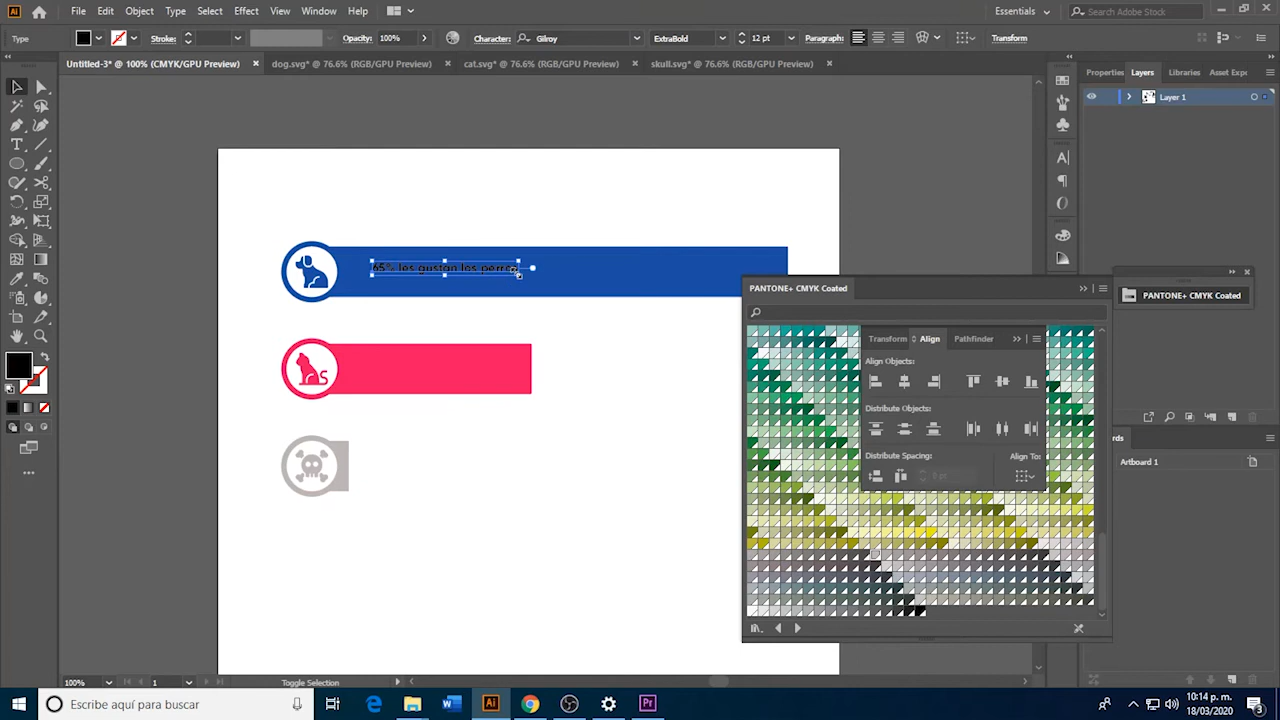 File Edit Object Type Select Effect View Window Help
Essentials
Search Adobe Stock
Type Stroke: Opacity: 100% Character: Gilroy ExtraBold 12 pt Paragraph: Transform
Untitled-3* @ 100% (CMYK/GPU Preview) dog.svg* @ 76.6% (RGB/GPU Preview) cat.svg* @ 76.6% (RGB/GPU Preview) skull.svg* @ 76.6% (RGB/GPU Preview)
Properties Layers Libraries Asset Expo
Layer 1
65% les gustan los perros
PANTONE+ CMYK Coated
PANTONE+ CMYK Coated
Transform Align Pathfinder
Align Objects:
Distribute Objects:
Distribute Spacing: Align To:
0 pt
rds
Artboard 1
100% 1 Toggle Selection
Escribe aquí para buscar
10:14 p. m.
18/03/2020
3